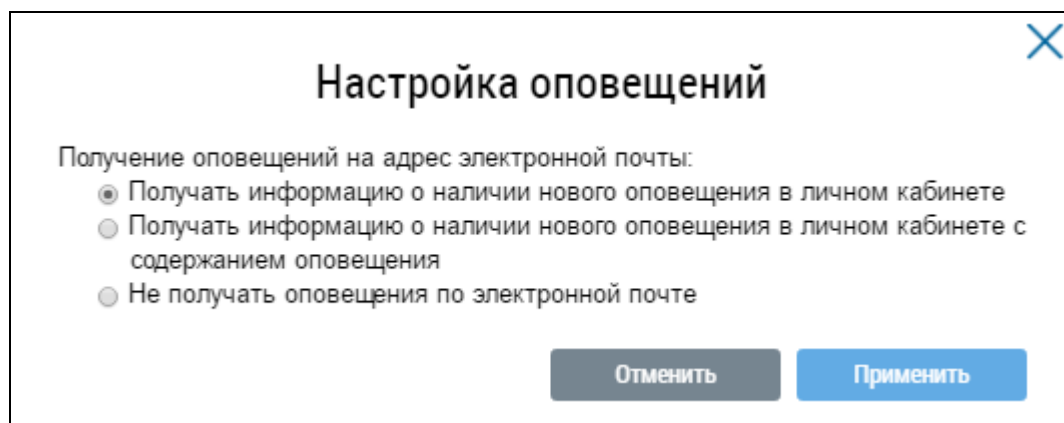 Настройка оповещений
Получение оповещений на адрес электронной почты:
Получать информацию о наличии нового оповещения в личном кабинете
Получать информацию о наличии нового оповещения в личном кабинете с
содержанием оповещения
Не получать оповещения по электронной почте
Отменить Применить